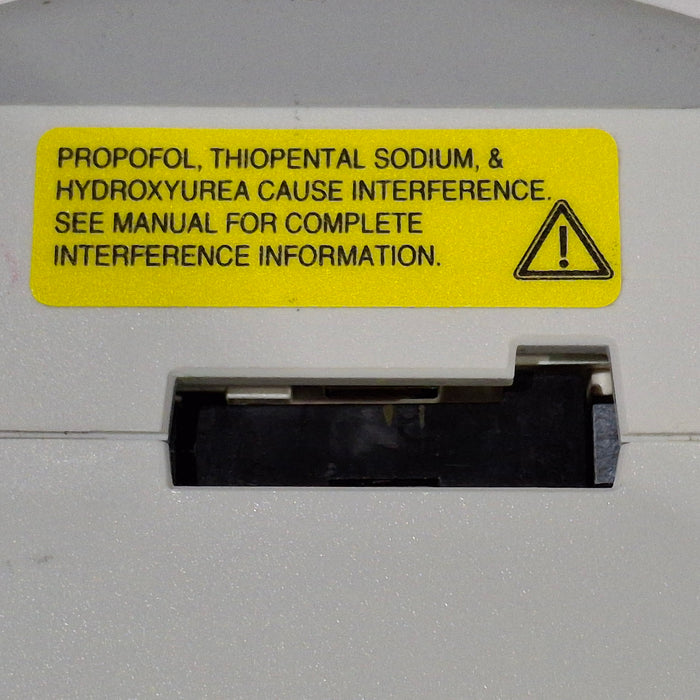 PROPOFOL, THIOPENTAL SODIUM, &
HYDROXYUREA CAUSE INTERFERENCE.
SEE MANUAL FOR COMPLETE
INTERFERENCE INFORMATION.